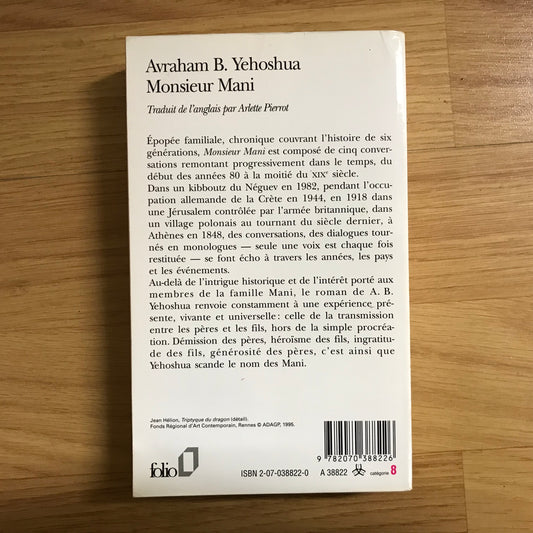 Avraham B. Yehoshua
Monsieur Mani
Traduit de l'anglais par Arlette Pierrot
Épopée familiale, chronique couvrant l'histoire de six
générations, Monsieur Mani est composé de cinq conver-
sations remontant progressivement dans le temps, du
début des années 80 à la moitié du XIXe siècle.
Dans un kibboutz du Néguev en 1982, pendant l'occu-
pation allemande de la Crète en 1944, en 1918 dans
une Jérusalem contrôlée par l'armée britannique, dans
un village polonais au tournant du siècle dernier, à
Athènes en 1848, des conversations, des dialogues tour-
nés en monologues — seule une voix est chaque fois
restituée — se font écho à travers les années, les pays
et les événements.
Au-delà de l'intrigue historique et de l'intérêt porté aux
membres de la famille Mani, le roman de A. B.
Yehoshua renvoie constamment à une expérience pré-
sente, vivante et universelle : celle de la transmission
entre les pères et les fils, hors de la simple procréa-
tion. Démission des pères, héroïsme des fils, ingrati-
tude des fils, générosité des pères, c'est ainsi que
Yehoshua scande le nom des Mani.
Jean Hélion, Triptyque du dragon (détail).
Fonds Régional d'Art Contemporain, Rennes © ADAGP, 1995.
9 782070 388226
folio
ISBN 2-07-038822-0 A 38822 catégorie 8